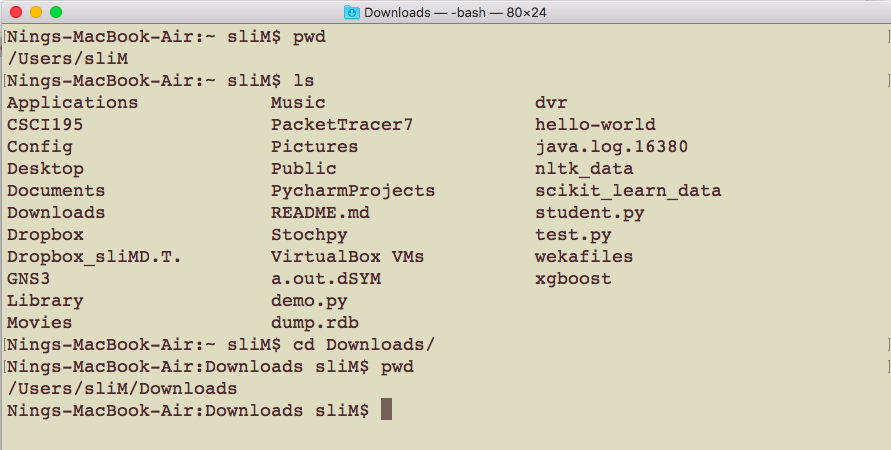 Downloads — -bash — 80×24
[Nings-MacBook-Air:~ sliM$ pwd ]
/Users/sliM
[Nings-MacBook-Air:~ sliM$ ls ]
Applications Music dvr
CSCI195 PacketTracer7 hello-world
Config Pictures java.log.16380
Desktop Public nltk_data
Documents PycharmProjects scikit_learn_data
Downloads README.md student.py
Dropbox Stochpy test.py
Dropbox_sliMD.T. VirtualBox VMs wekafiles
GNS3 a.out.dSYM xgboost
Library demo.py
Movies dump.rdb
[Nings-MacBook-Air:~ sliM$ cd Downloads/ ]
[Nings-MacBook-Air:Downloads sliM$ pwd ]
/Users/sliM/Downloads
Nings-MacBook-Air:Downloads sliM$